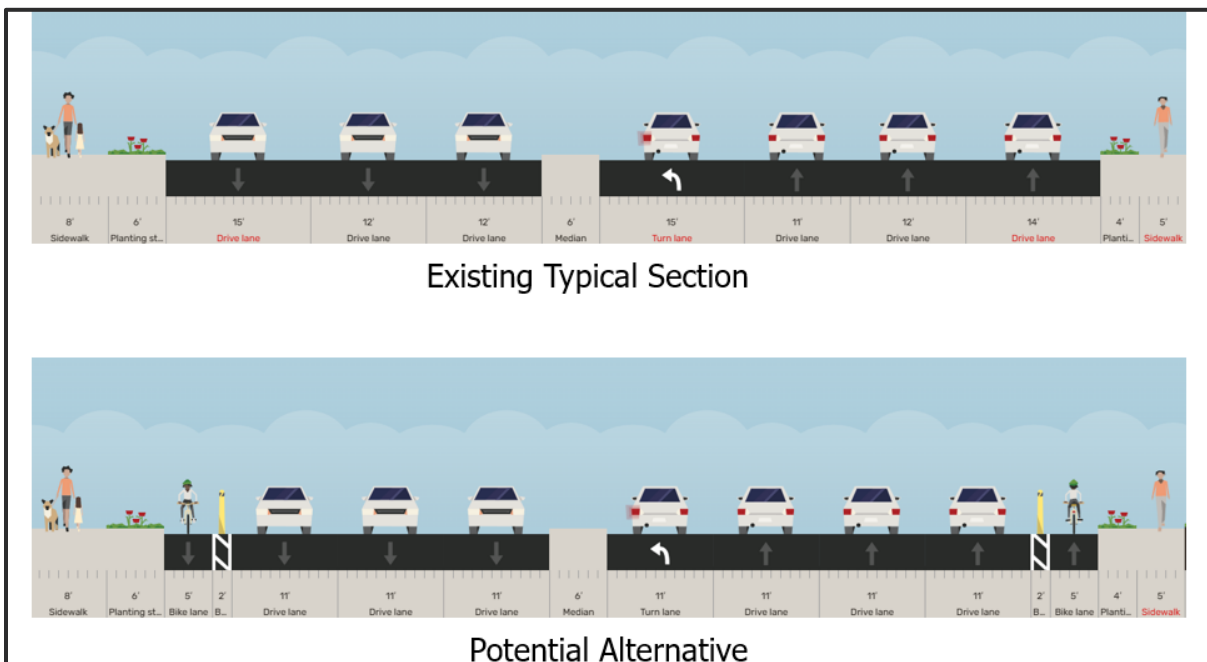 8' 6' 15' 12' 12' 6' 15' 11' 12' 14' 4' 5'
Sidewalk Planting st... Drive lane Drive lane Drive lane Median Turn lane Drive lane Drive lane Drive lane Planti... Sidewalk
Existing Typical Section
8' 6' 5' 2' 11' 11' 11' 6' 11' 11' 11' 11' 2' 5' 4' 5'
Sidewalk Planting st... Bike lane B... Drive lane Drive lane Drive lane Median Turn lane Drive lane Drive lane Drive lane B... Bike lane Planti... Sidewalk
Potential Alternative